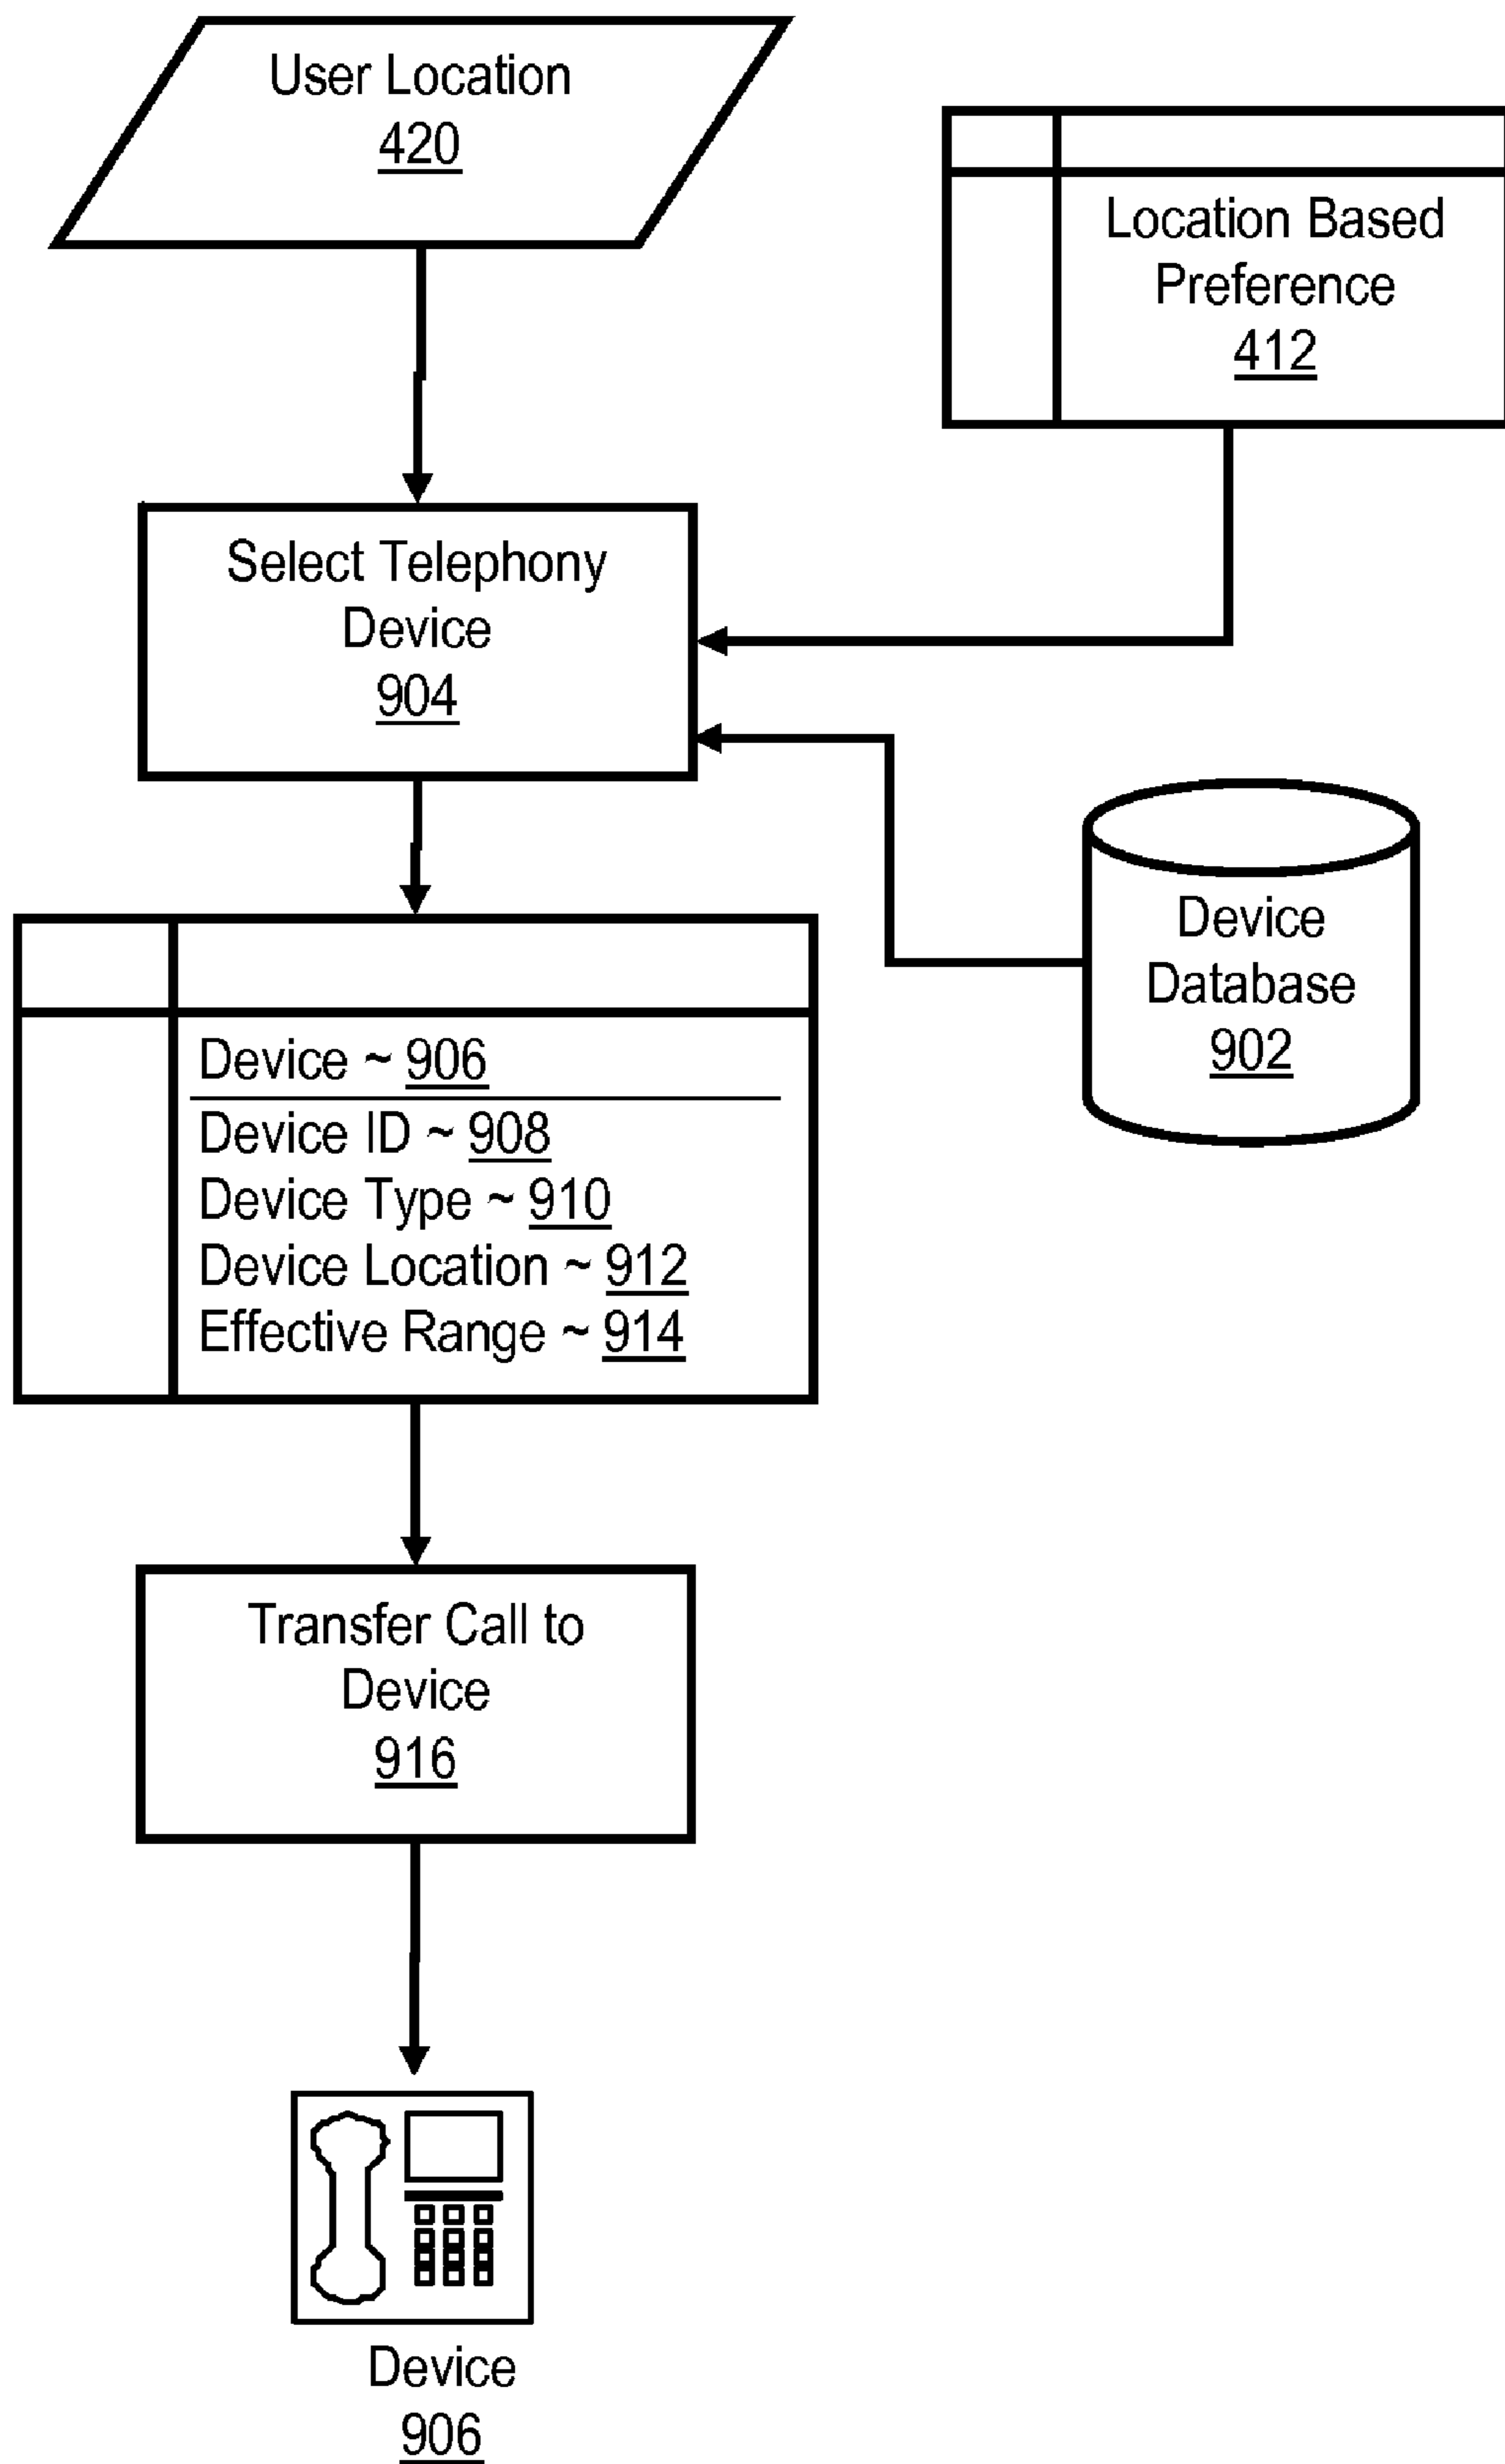 User Location
420
Location Based
Preference
412
Select Telephony
Device
904
Device
Database
902
Device ~ 906
Device ID ~ 908
Device Type ~ 910
Device Location ~ 912
Effective Range ~ 914
Transfer Call to
Device
916
Device
906